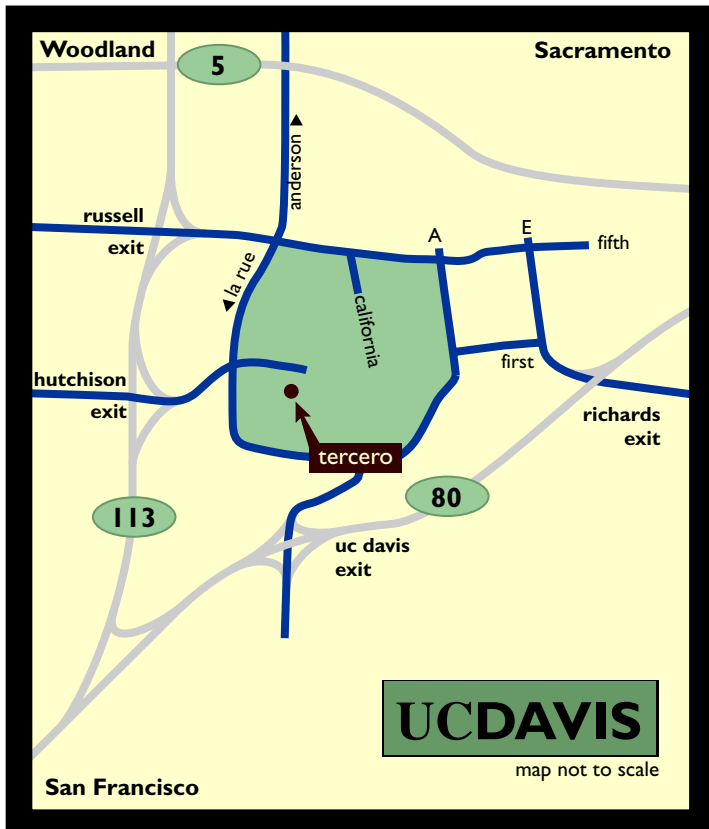 Woodland
Sacramento
5
anderson
russell
exit
A
E
fifth
la rue
california
hutchison
exit
first
richards
exit
tercero
80
113
uc davis
exit
UCDAVIS
map not to scale
San Francisco